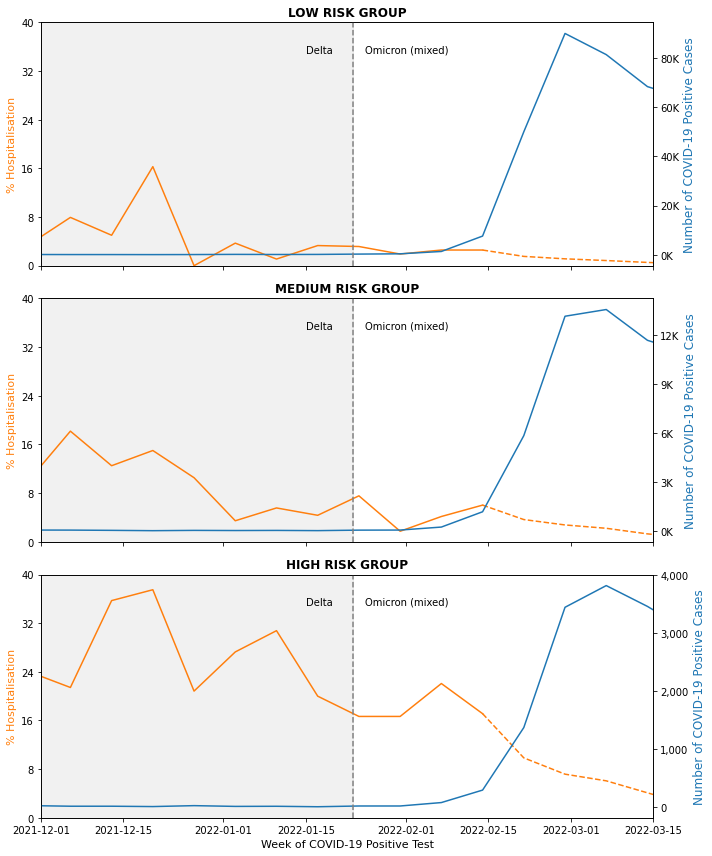 LOW RISK GROUP
40
32
24
16
8
0
% Hospitalisation
Delta
Omicron (mixed)
80K
60K
40K
20K
0K
Number of COVID-19 Positive Cases
MEDIUM RISK GROUP
40
32
24
16
8
0
% Hospitalisation
Delta
Omicron (mixed)
12K
9K
6K
3K
0K
Number of COVID-19 Positive Cases
HIGH RISK GROUP
40
32
24
16
8
0
% Hospitalisation
Delta
Omicron (mixed)
4,000
3,000
2,000
1,000
0
Number of COVID-19 Positive Cases
2021-12-01
2021-12-15
2022-01-01
2022-01-15
2022-02-01
2022-02-15
2022-03-01
2022-03-15
Week of COVID-19 Positive Test